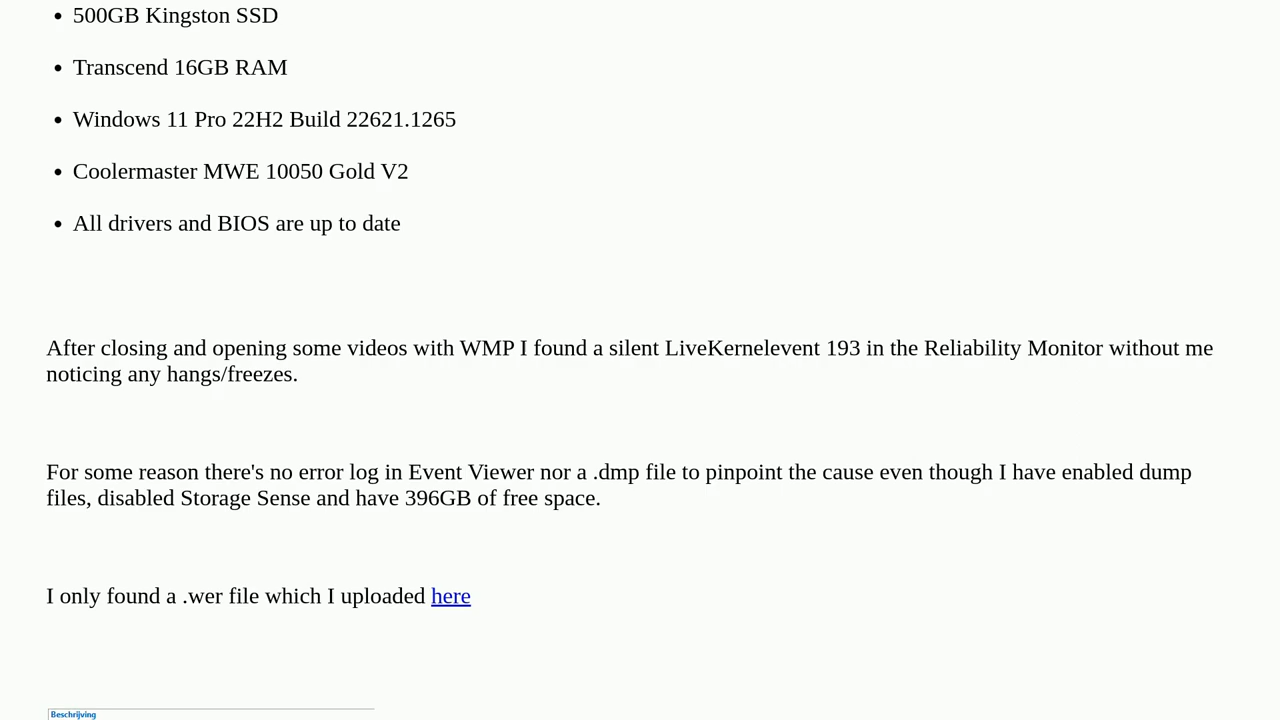 500GB Kingston SSD
Transcend 16GB RAM
Windows 11 Pro 22H2 Build 22621.1265
Coolermaster MWE 10050 Gold V2
All drivers and BIOS are up to date
After closing and opening some videos with WMP I found a silent LiveKernelevent 193 in the Reliability Monitor without me
noticing any hangs/freezes.
For some reason there's no error log in Event Viewer nor a .dmp file to pinpoint the cause even though I have enabled dump
files, disabled Storage Sense and have 396GB of free space.
I only found a .wer file which I uploaded here
Beschrijving